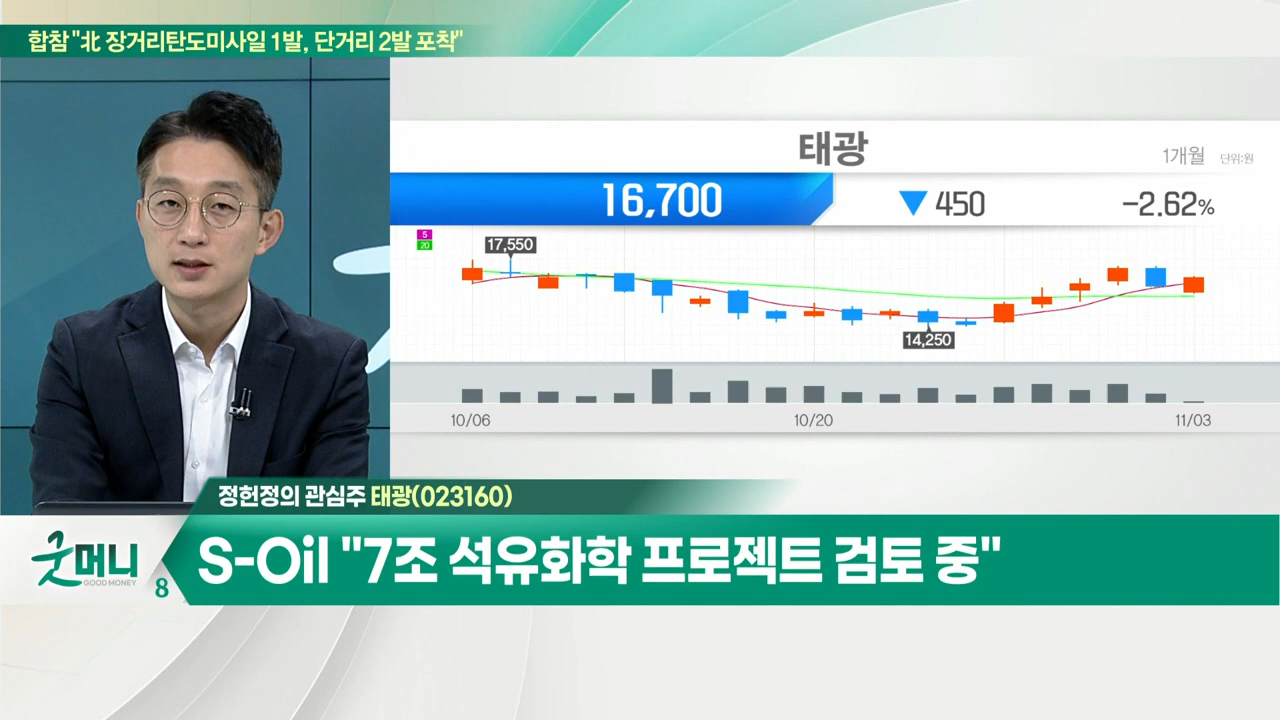 합참 "北 장거리탄도미사일 1발, 단거리 2발 포착"
태광
1개월 단위:원
16,700 ▼ 450 -2.62%
5
20
17,550
14,250
10/06 10/20 11/03
정헌정의 관심주 태광(023160)
굿머니
GOOD MONEY
8
S-Oil "7조 석유화학 프로젝트 검토 중"